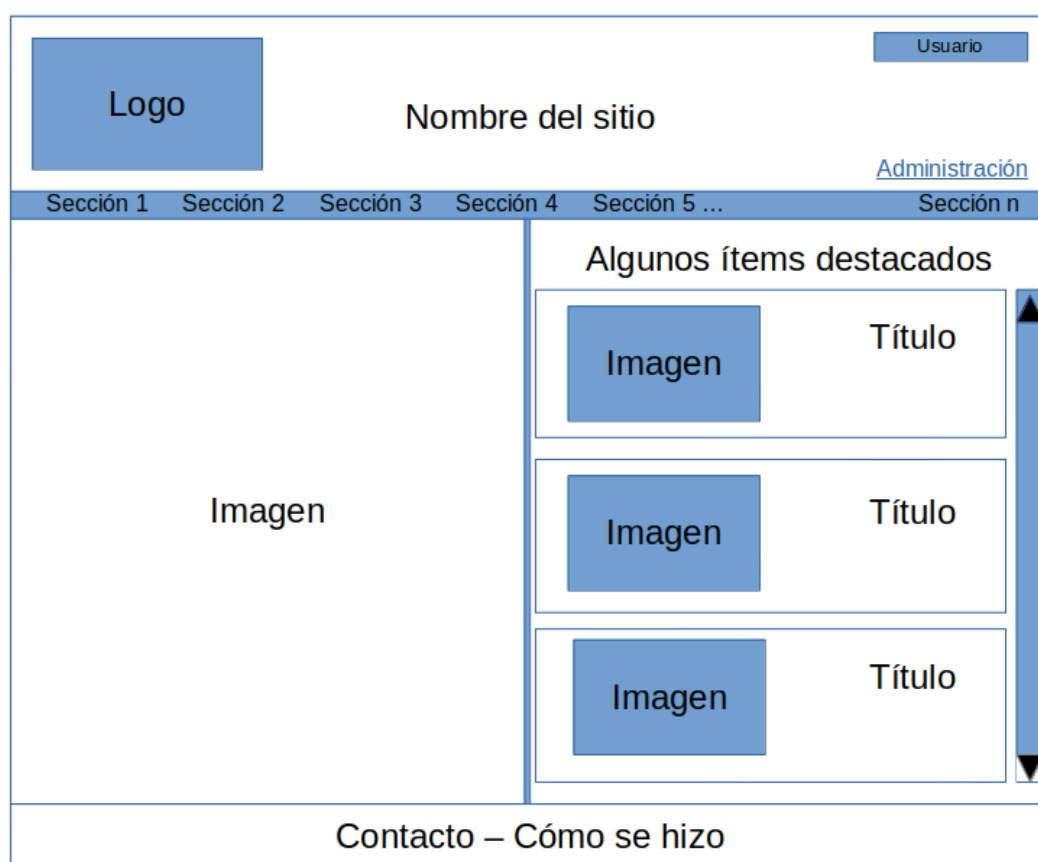 Usuario
Logo
Nombre del sitio
Administración
Sección 1 Sección 2 Sección 3 Sección 4 Sección 5 ... Sección n
Imagen
Algunos ítems destacados
Imagen Título
Imagen Título
Imagen Título
Contacto – Cómo se hizo